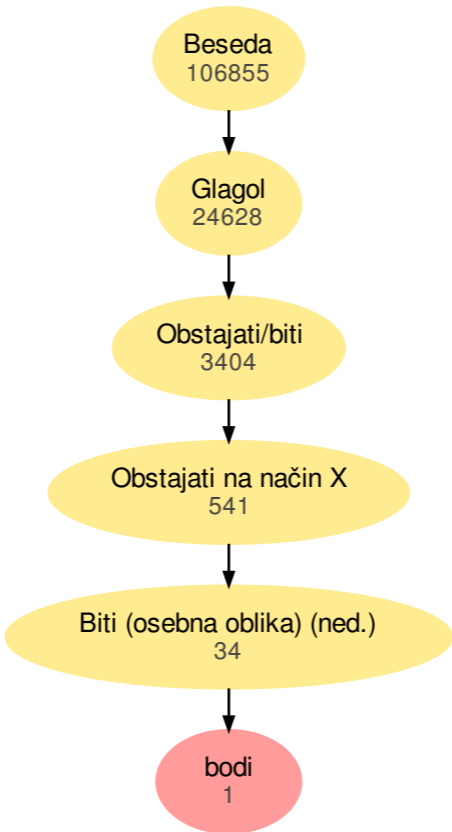 Beseda
106855
Glagol
24628
Obstajati/biti
3404
Obstajati na način X
541
Biti (osebna oblika) (ned.)
34
bodi
1